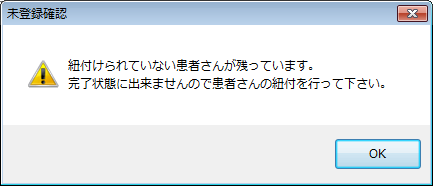 未登録確認
紐付けられていない患者さんが残っています。
完了状態に出来ませんので患者さんの紐付を行って下さい。
OK